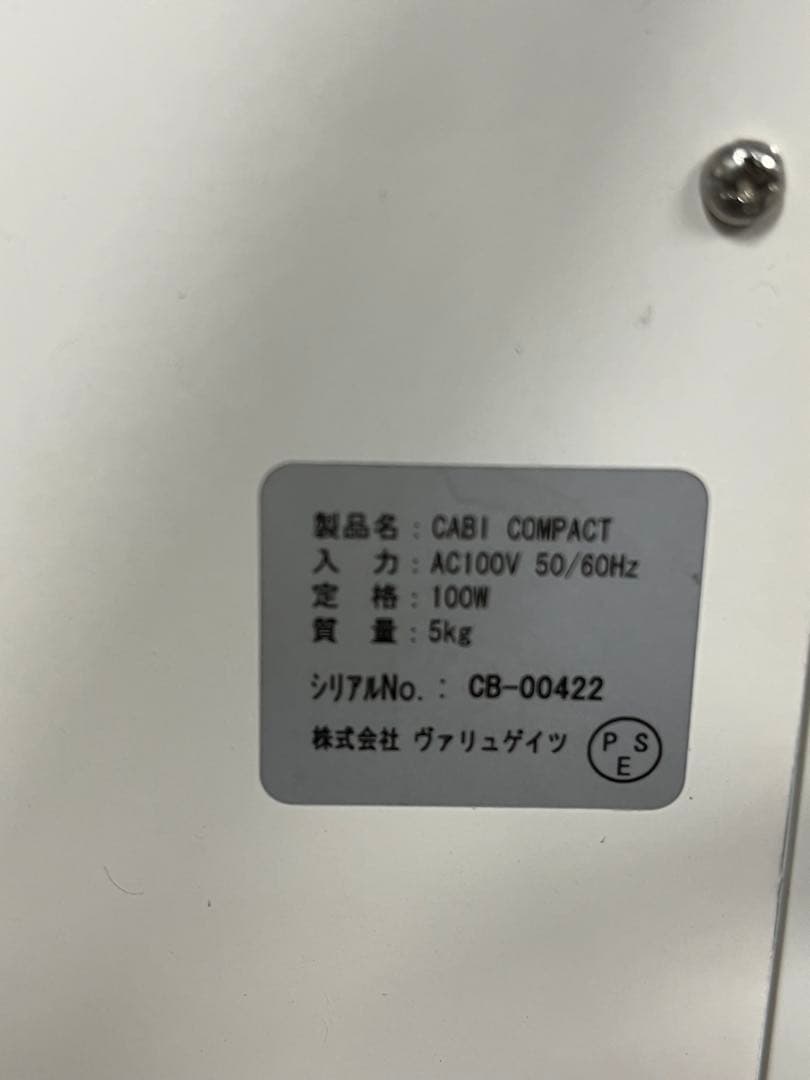 製品名：CABI COMPACT
入　力：AC100V 50/60Hz
定　格：100W
質　量：5kg
シリアルNo.： CB-00422
株式会社 ヴァリュゲイツ
PSE